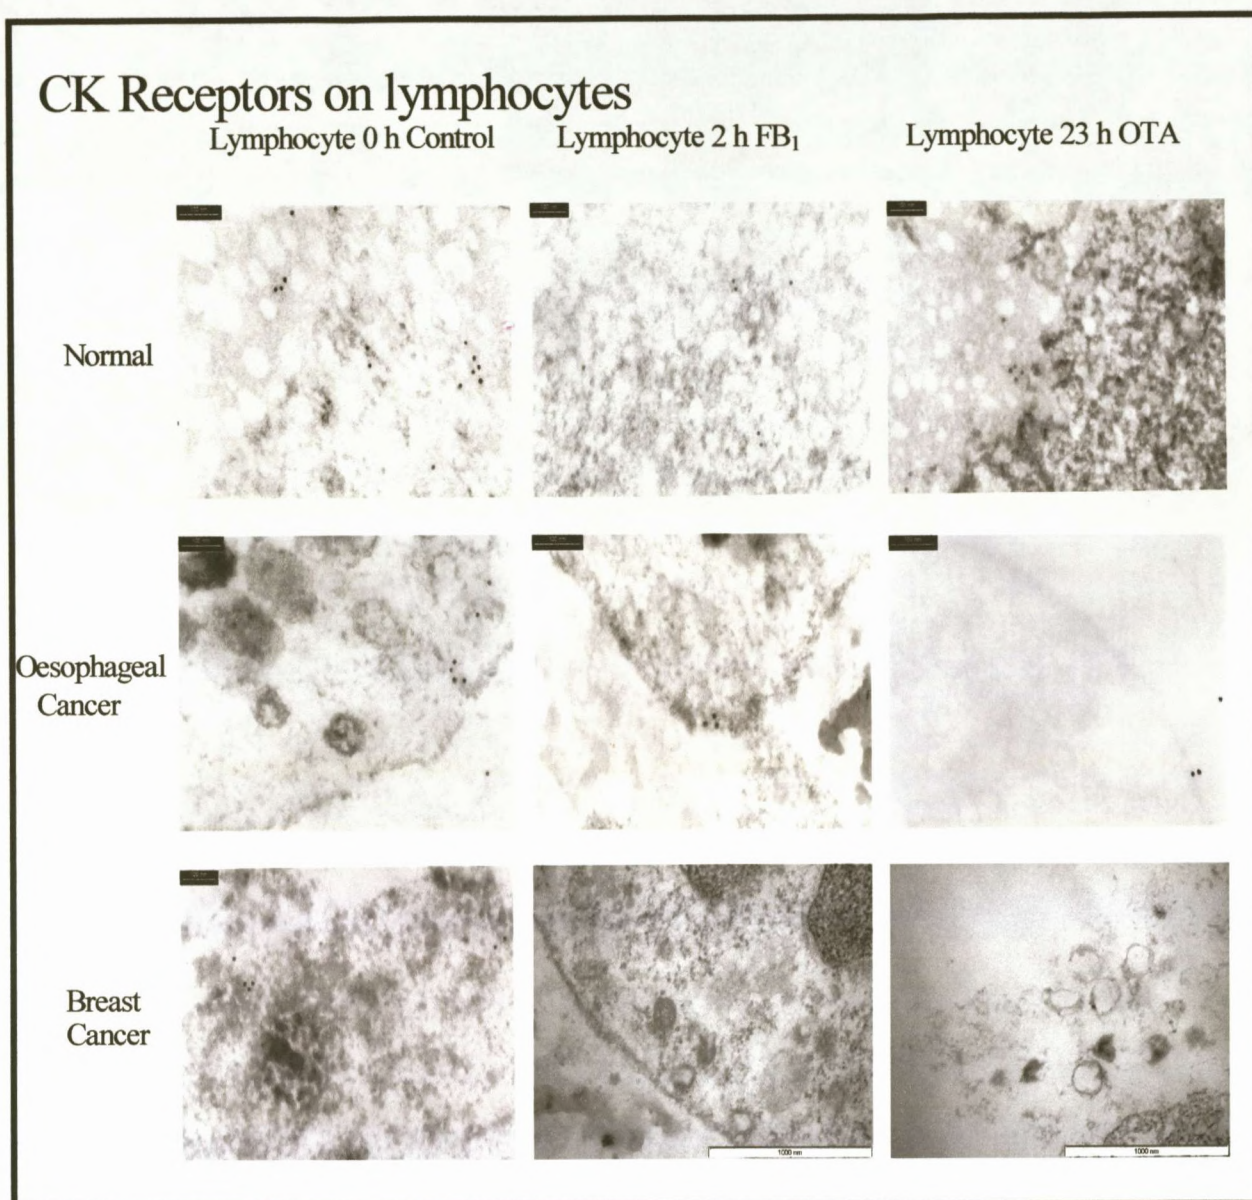 CK Receptors on lymphocytes
Lymphocyte 0 h Control Lymphocyte 2 h FB₁ Lymphocyte 23 h OTA
Normal
Oesophageal
Cancer
Breast
Cancer
1000 nm 1000 nm